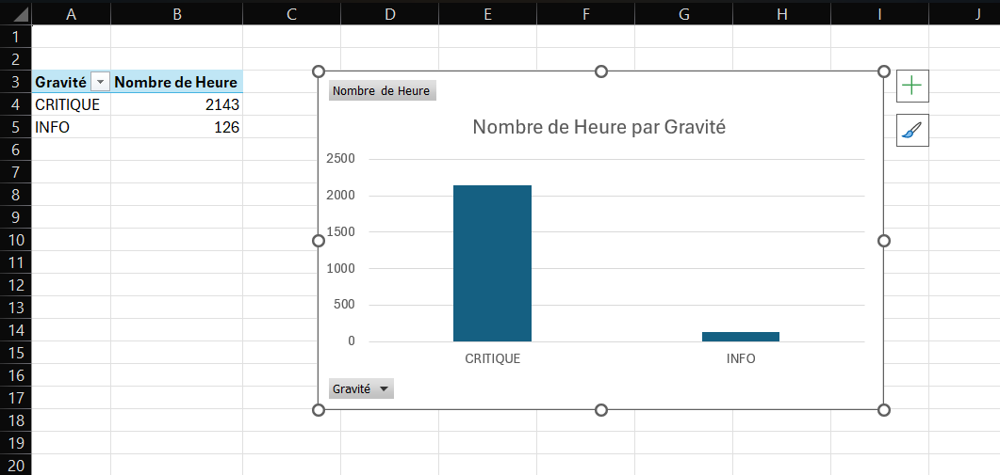 A B C D E F G H I J
1
2
3 Gravité Nombre de Heure
4 CRITIQUE 2143
5 INFO 126
6
7
8
9
10
11
12
13
14
15
16
17
18
19
20
Nombre de Heure
Nombre de Heure par Gravité
2500
2000
1500
1000
500
0
CRITIQUE INFO
Gravité